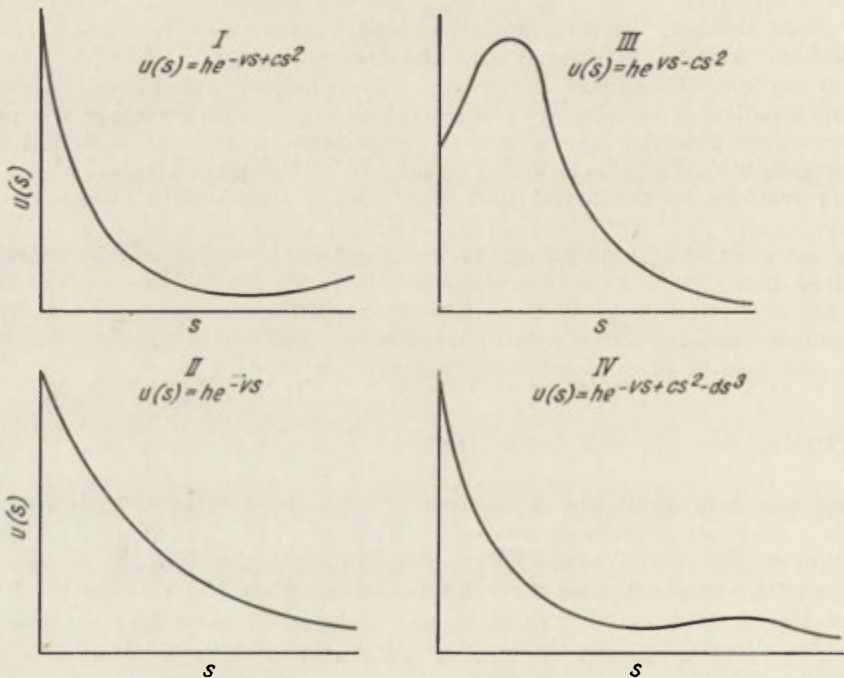 I
u(s)=he^-vs+cs^2
u(s)
s
III
u(s)=he^vs-cs^2
s
II
u(s)=he^-vs
u(s)
s
IV
u(s)=he^-vs+cs^2-ds^3
s